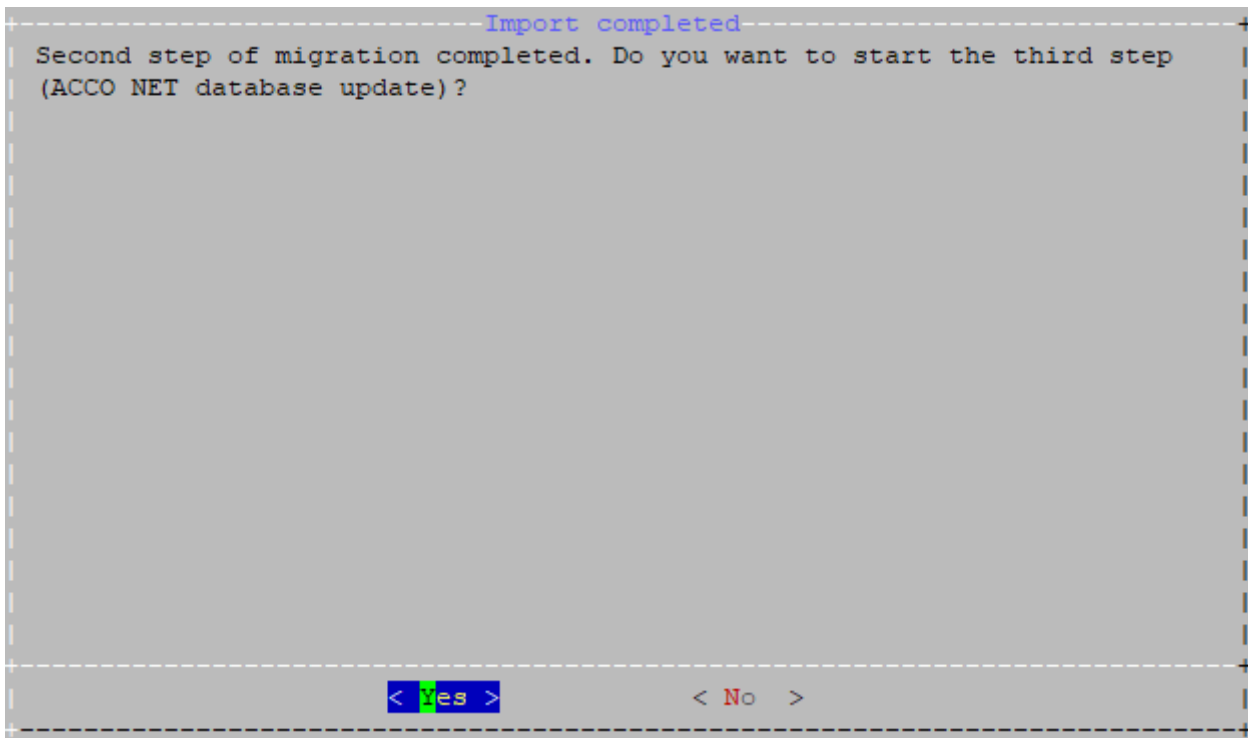 Import completed
Second step of migration completed. Do you want to start the third step
(ACCO NET database update)?
< Yes > < No >